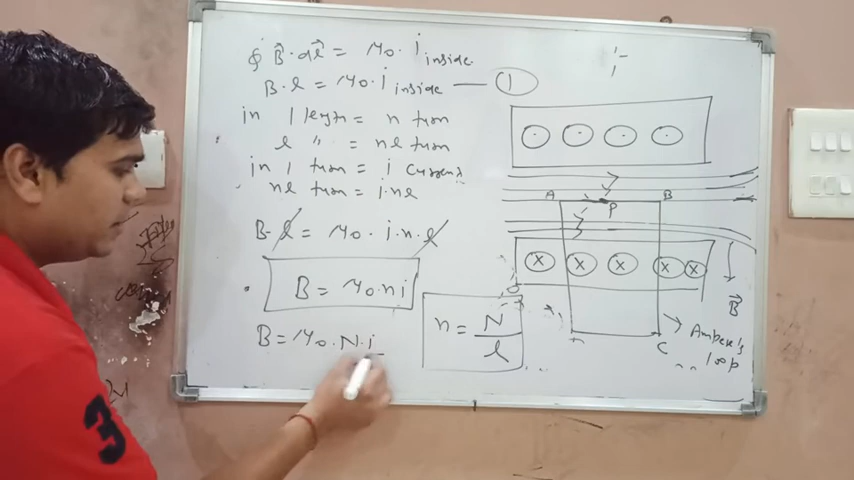 ∮ B⃗·dl⃗ = μ₀·i inside
B·l = μ₀·i inside — ①
in 1 length = n turn
l " = nl turn
in 1 turn = i current
nl turn = i·nl
B·l = μ₀·i·n·l
B = μ₀·ni
B = μ₀·N·i
n = N/l
A P B
× × × × ×
B⃗
C
Ampere's
loop
3